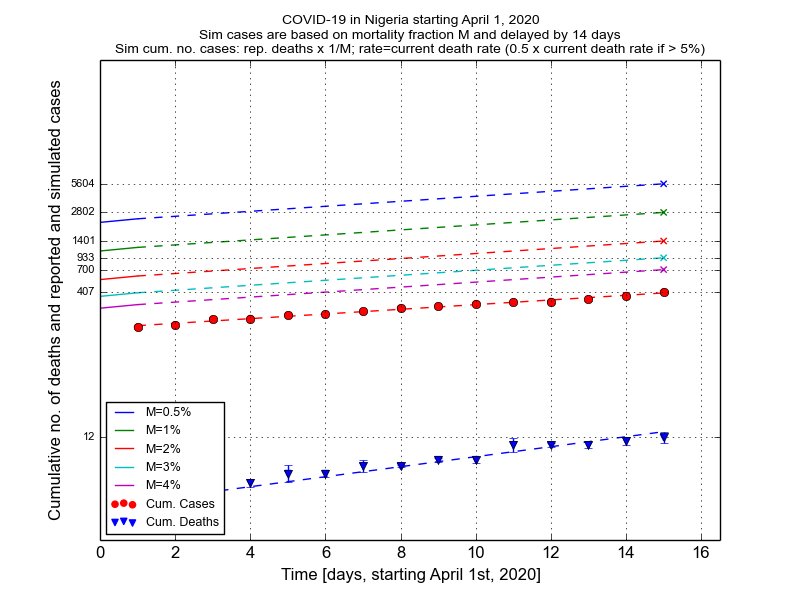 COVID-19 in Nigeria starting April 1, 2020
Sim cases are based on mortality fraction M and delayed by 14 days
Sim cum. no. cases: rep. deaths x 1/M; rate=current death rate (0.5 x current death rate if > 5%)
Cumulative no. of deaths and reported and simulated cases
5604
2802
1401
933
700
407
12
M=0.5%
M=1%
M=2%
M=3%
M=4%
Cum. Cases
Cum. Deaths
0 2 4 6 8 10 12 14 16
Time [days, starting April 1st, 2020]